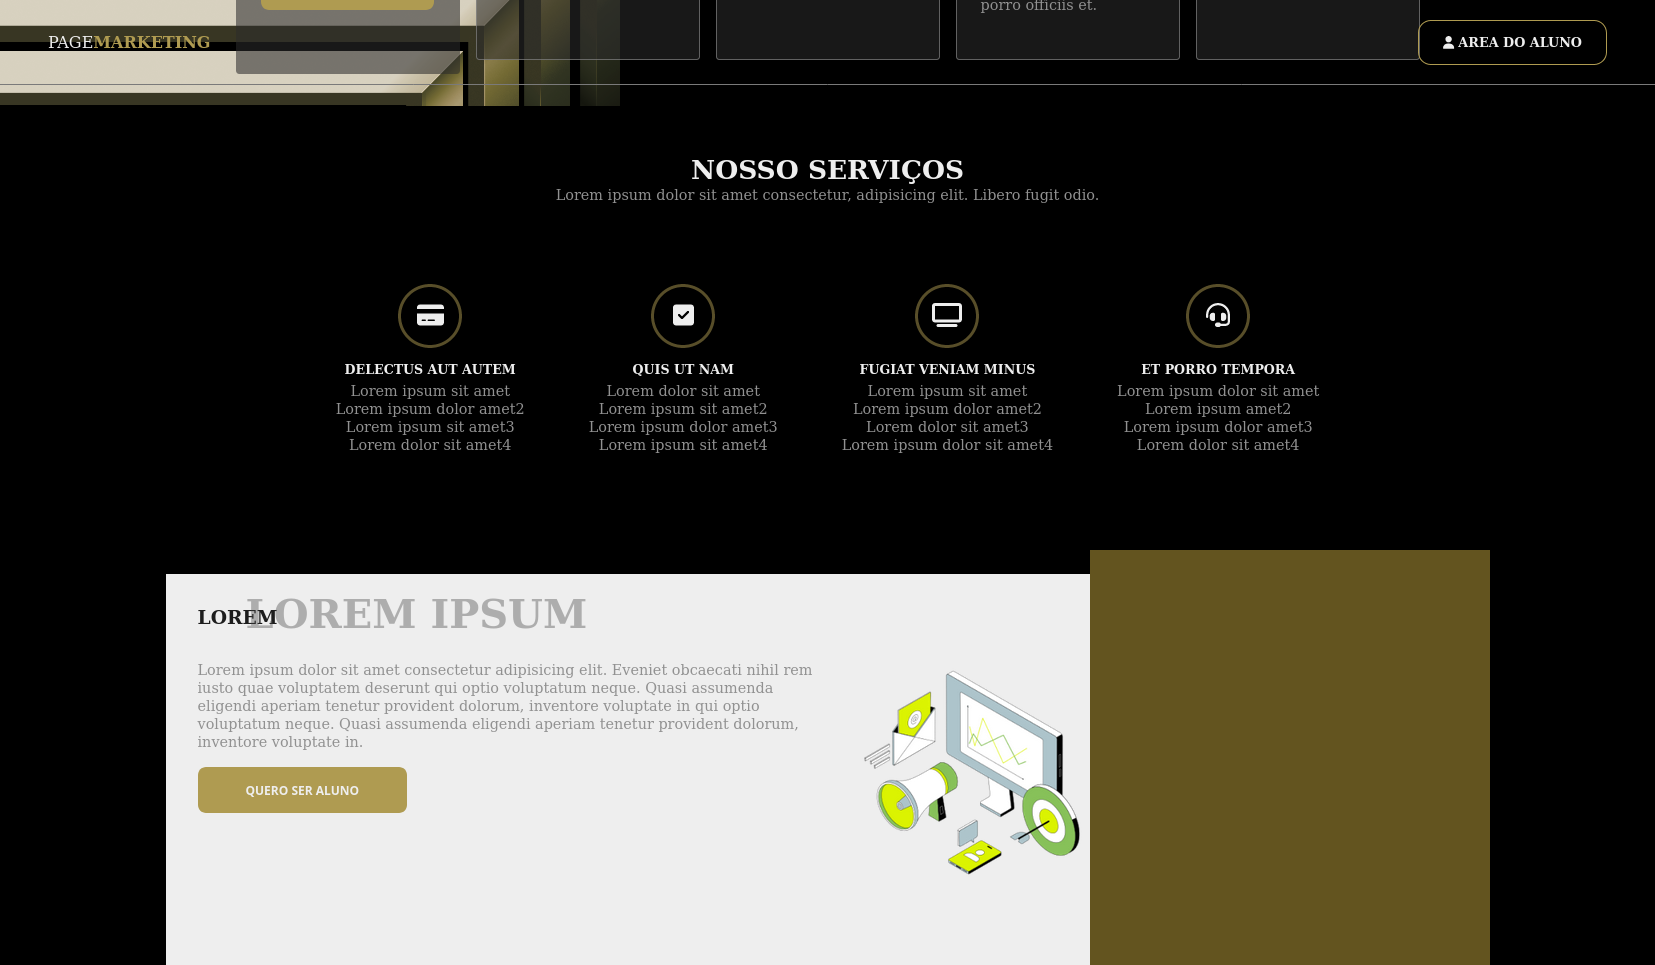 porro officiis et.
PAGEMARKETING
AREA DO ALUNO
NOSSO SERVIÇOS
Lorem ipsum dolor sit amet consectetur, adipisicing elit. Libero fugit odio.
DELECTUS AUT AUTEM
Lorem ipsum sit amet
Lorem ipsum dolor amet2
Lorem ipsum sit amet3
Lorem dolor sit amet4
QUIS UT NAM
Lorem dolor sit amet
Lorem ipsum sit amet2
Lorem ipsum dolor amet3
Lorem ipsum sit amet4
FUGIAT VENIAM MINUS
Lorem ipsum sit amet
Lorem ipsum dolor amet2
Lorem dolor sit amet3
Lorem ipsum dolor sit amet4
ET PORRO TEMPORA
Lorem ipsum dolor sit amet
Lorem ipsum amet2
Lorem ipsum dolor amet3
Lorem dolor sit amet4
LOREM
LOREM IPSUM
Lorem ipsum dolor sit amet consectetur adipisicing elit. Eveniet obcaecati nihil rem
iusto quae voluptatem deserunt qui optio voluptatum neque. Quasi assumenda
eligendi aperiam tenetur provident dolorum, inventore voluptate in qui optio
voluptatum neque. Quasi assumenda eligendi aperiam tenetur provident dolorum,
inventore voluptate in.
QUERO SER ALUNO